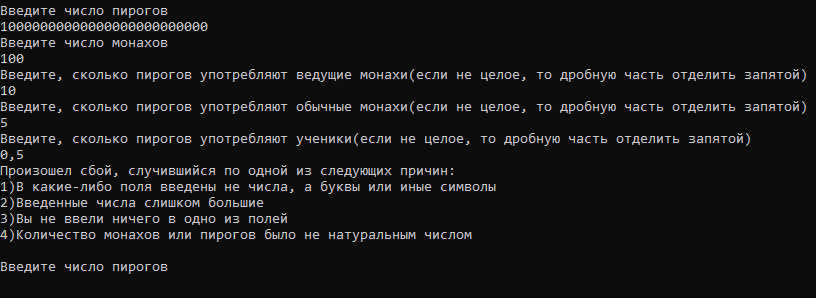 Введите число пирогов
10000000000000000000000000
Введите число монахов
100
Введите, сколько пирогов употребляют ведущие монахи(если не целое, то дробную часть отделить запятой)
10
Введите, сколько пирогов употребляют обычные монахи(если не целое, то дробную часть отделить запятой)
5
Введите, сколько пирогов употребляют ученики(если не целое, то дробную часть отделить запятой)
0,5
Произошел сбой, случившийся по одной из следующих причин:
1)В какие-либо поля введены не числа, а буквы или иные символы
2)Введенные числа слишком большие
3)Вы не ввели ничего в одно из полей
4)Количество монахов или пирогов было не натуральным числом
Введите число пирогов